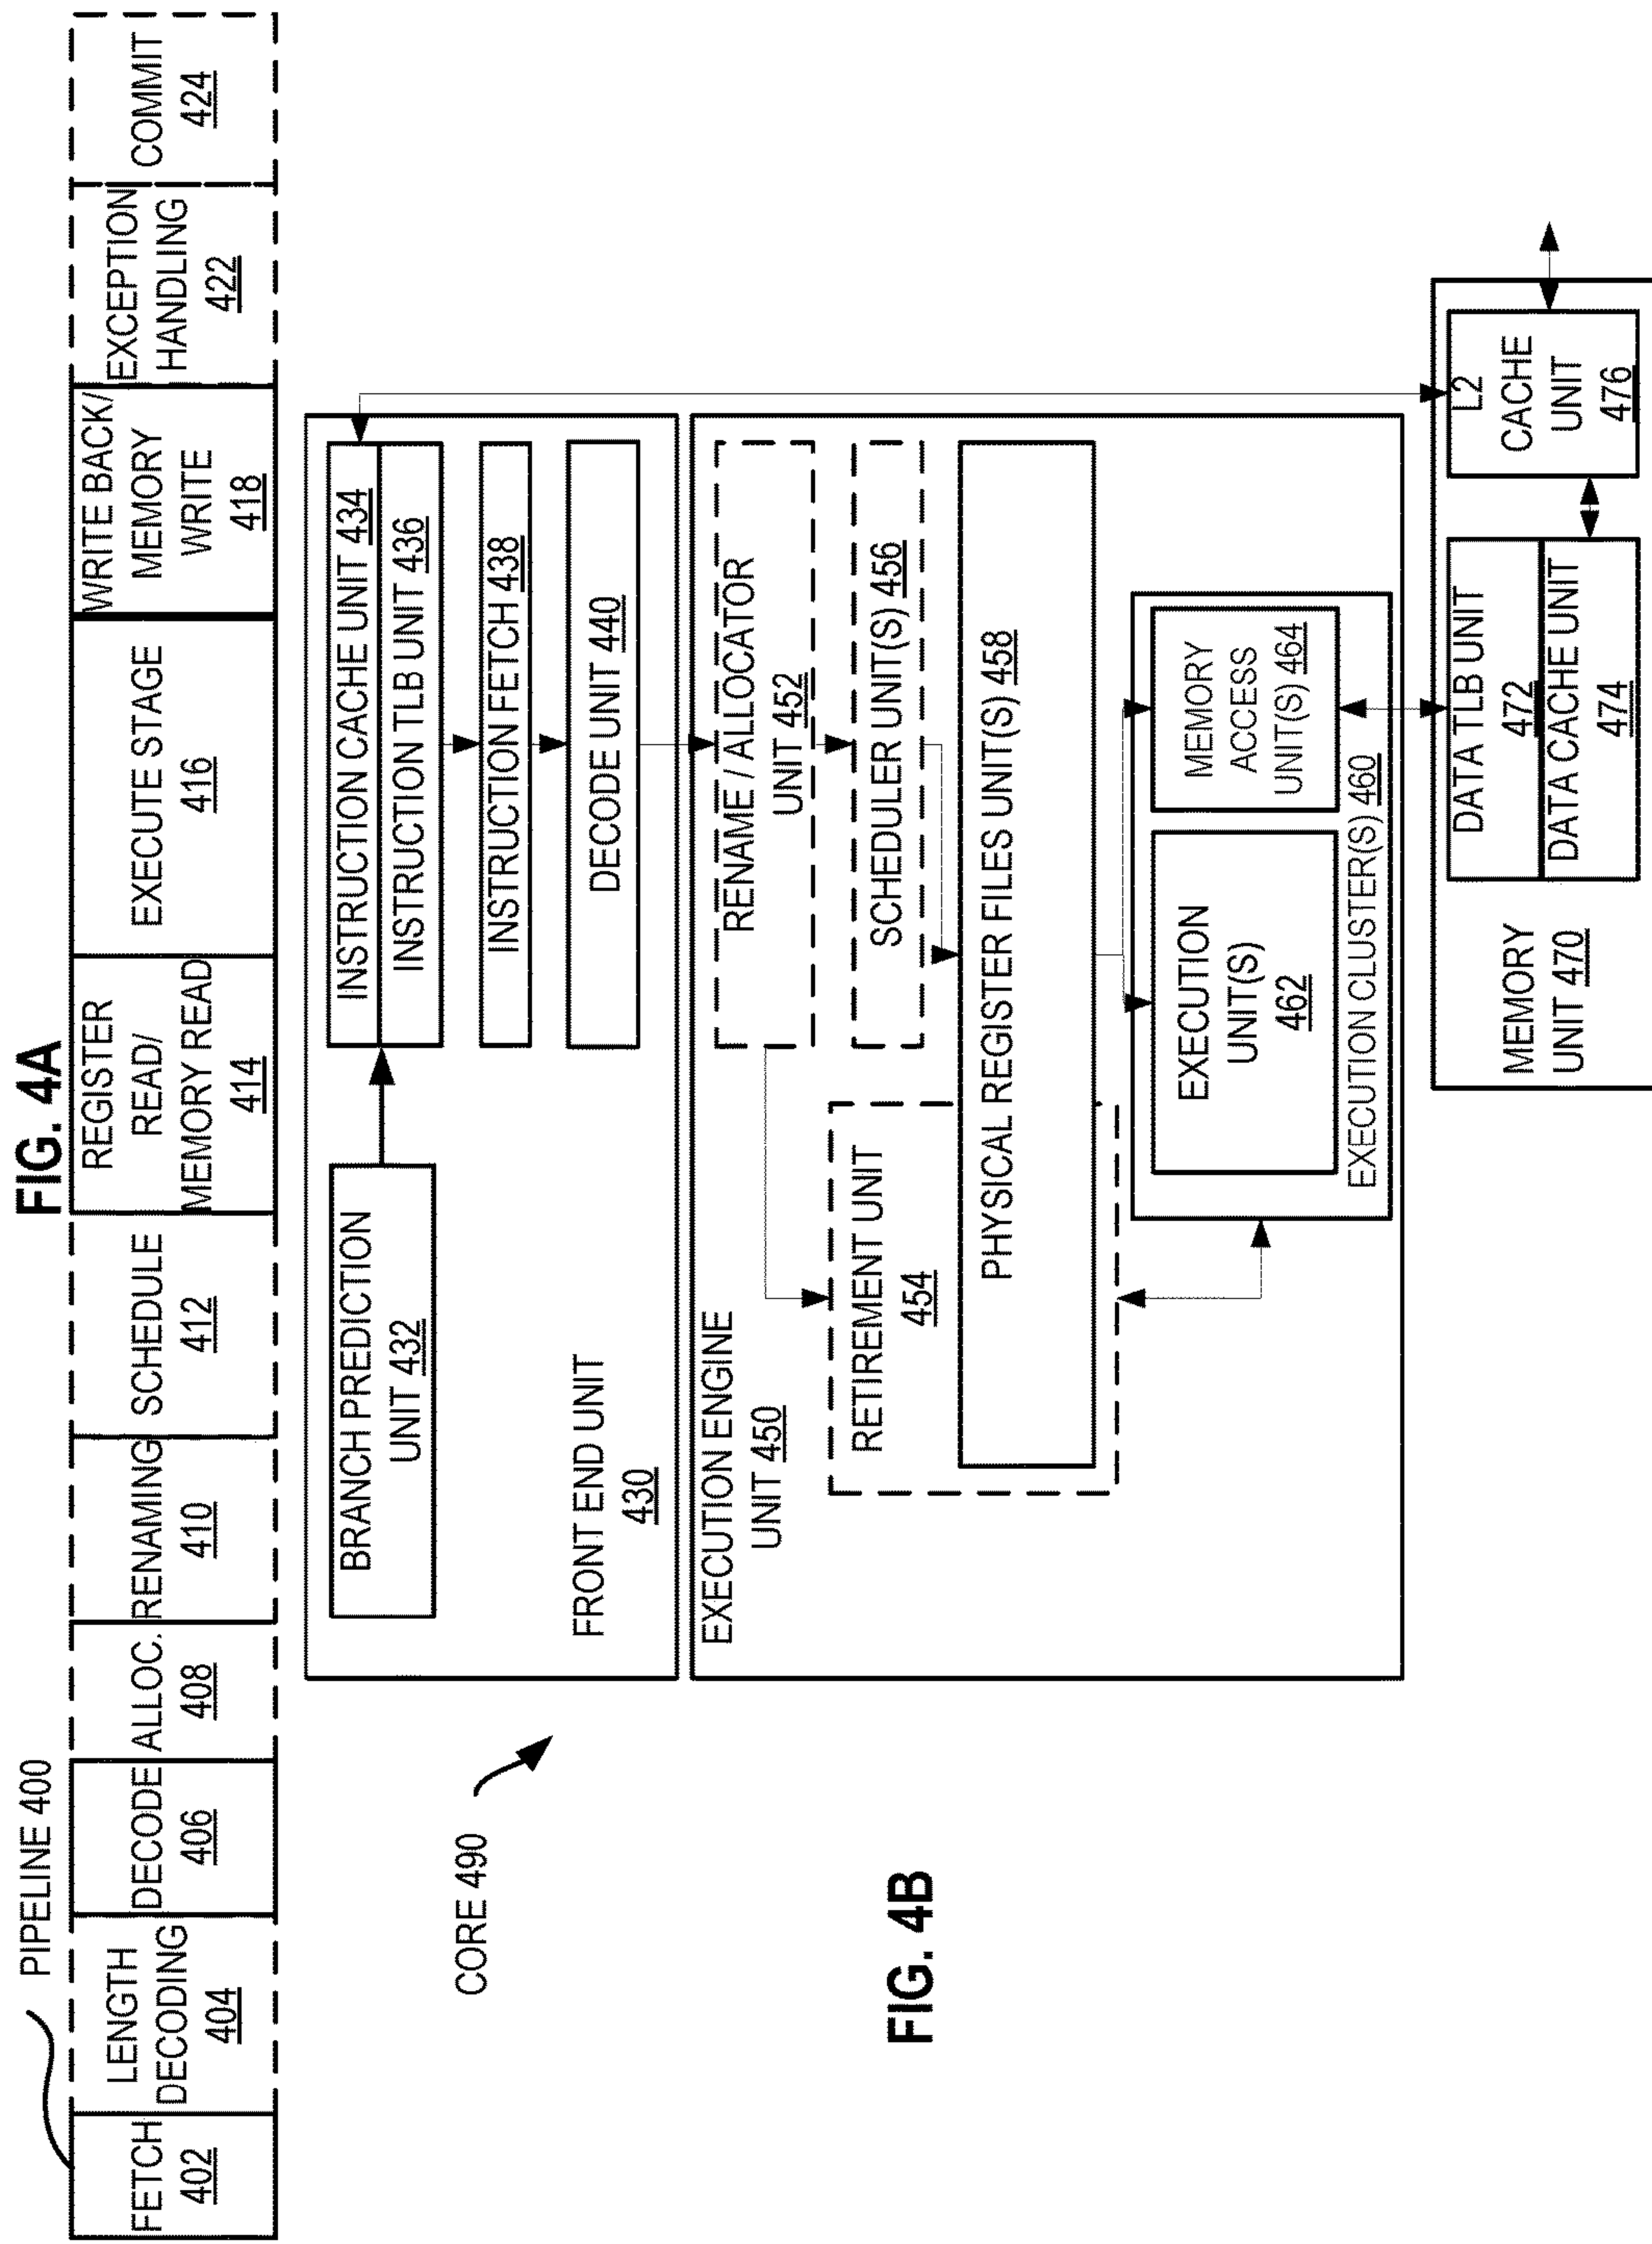 FIG. 4A
PIPELINE 400
FETCH
402
LENGTH
DECODING
404
DECODE
406
ALLOC.
408
RENAMING
410
SCHEDULE
412
REGISTER
READ/
MEMORY READ
414
EXECUTE STAGE
416
WRITE BACK/
MEMORY
WRITE
418
EXCEPTION
HANDLING
422
COMMIT
424
CORE 490
FIG. 4B
BRANCH PREDICTION
UNIT 432
INSTRUCTION CACHE UNIT 434
INSTRUCTION TLB UNIT 436
INSTRUCTION FETCH 438
DECODE UNIT 440
FRONT END UNIT
430
EXECUTION ENGINE
UNIT 450
RENAME / ALLOCATOR
UNIT 452
SCHEDULER UNIT(S) 456
RETIREMENT UNIT
454
PHYSICAL REGISTER FILES UNIT(S) 458
EXECUTION
UNIT(S)
462
MEMORY
ACCESS
UNIT(S) 464
EXECUTION CLUSTER(S) 460
MEMORY
UNIT 470
DATA TLB UNIT
472
DATA CACHE UNIT
474
L2
CACHE
UNIT
476